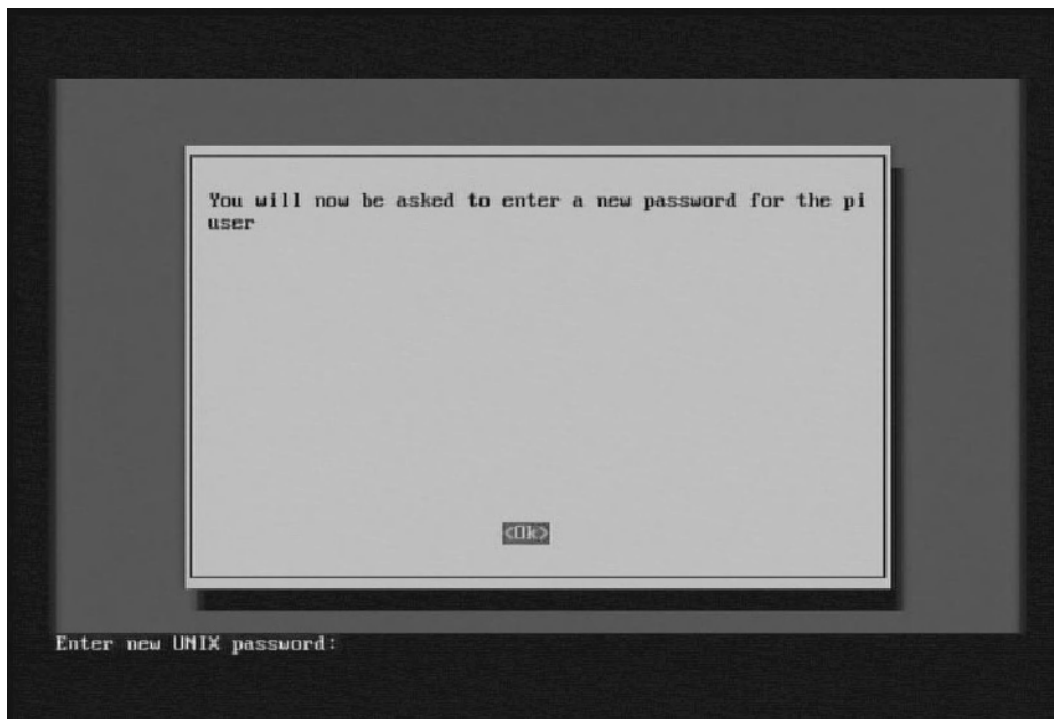 You will now be asked to enter a new password for the pi
user
<Ok>
Enter new UNIX password: